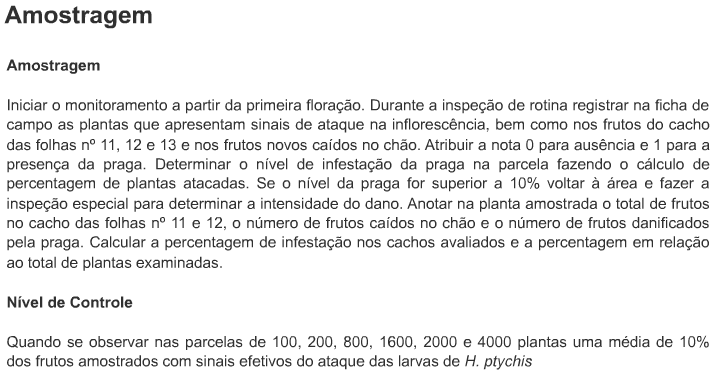 Amostragem
Amostragem
Iniciar o monitoramento a partir da primeira floração. Durante a inspeção de rotina registrar na ficha de
campo as plantas que apresentam sinais de ataque na inflorescência, bem como nos frutos do cacho
das folhas nº 11, 12 e 13 e nos frutos novos caídos no chão. Atribuir a nota 0 para ausência e 1 para a
presença da praga. Determinar o nível de infestação da praga na parcela fazendo o cálculo de
percentagem de plantas atacadas. Se o nível da praga for superior a 10% voltar à área e fazer a
inspeção especial para determinar a intensidade do dano. Anotar na planta amostrada o total de frutos
no cacho das folhas nº 11 e 12, o número de frutos caídos no chão e o número de frutos danificados
pela praga. Calcular a percentagem de infestação nos cachos avaliados e a percentagem em relação
ao total de plantas examinadas.
Nível de Controle
Quando se observar nas parcelas de 100, 200, 800, 1600, 2000 e 4000 plantas uma média de 10%
dos frutos amostrados com sinais efetivos do ataque das larvas de H. ptychis